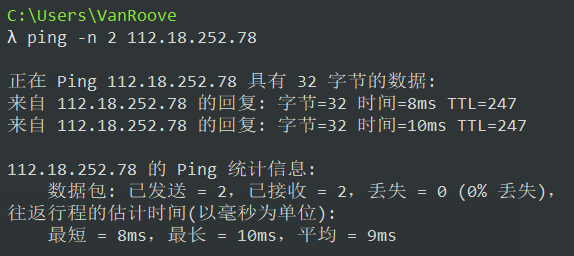 C:\Users\VanRoove
λ ping -n 2 112.18.252.78
正在 Ping 112.18.252.78 具有 32 字节的数据:
来自 112.18.252.78 的回复: 字节=32 时间=8ms TTL=247
来自 112.18.252.78 的回复: 字节=32 时间=10ms TTL=247
112.18.252.78 的 Ping 统计信息:
数据包: 已发送 = 2，已接收 = 2，丢失 = 0 (0% 丢失)，
往返行程的估计时间(以毫秒为单位):
最短 = 8ms，最长 = 10ms，平均 = 9ms